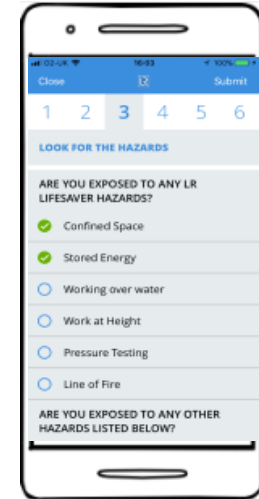 O2-UK 16:03 100%
Close Submit
1 2 3 4 5 6
LOOK FOR THE HAZARDS
ARE YOU EXPOSED TO ANY LR
LIFESAVER HAZARDS?
Confined Space
Stored Energy
Working over water
Work at Height
Pressure Testing
Line of Fire
ARE YOU EXPOSED TO ANY OTHER
HAZARDS LISTED BELOW?